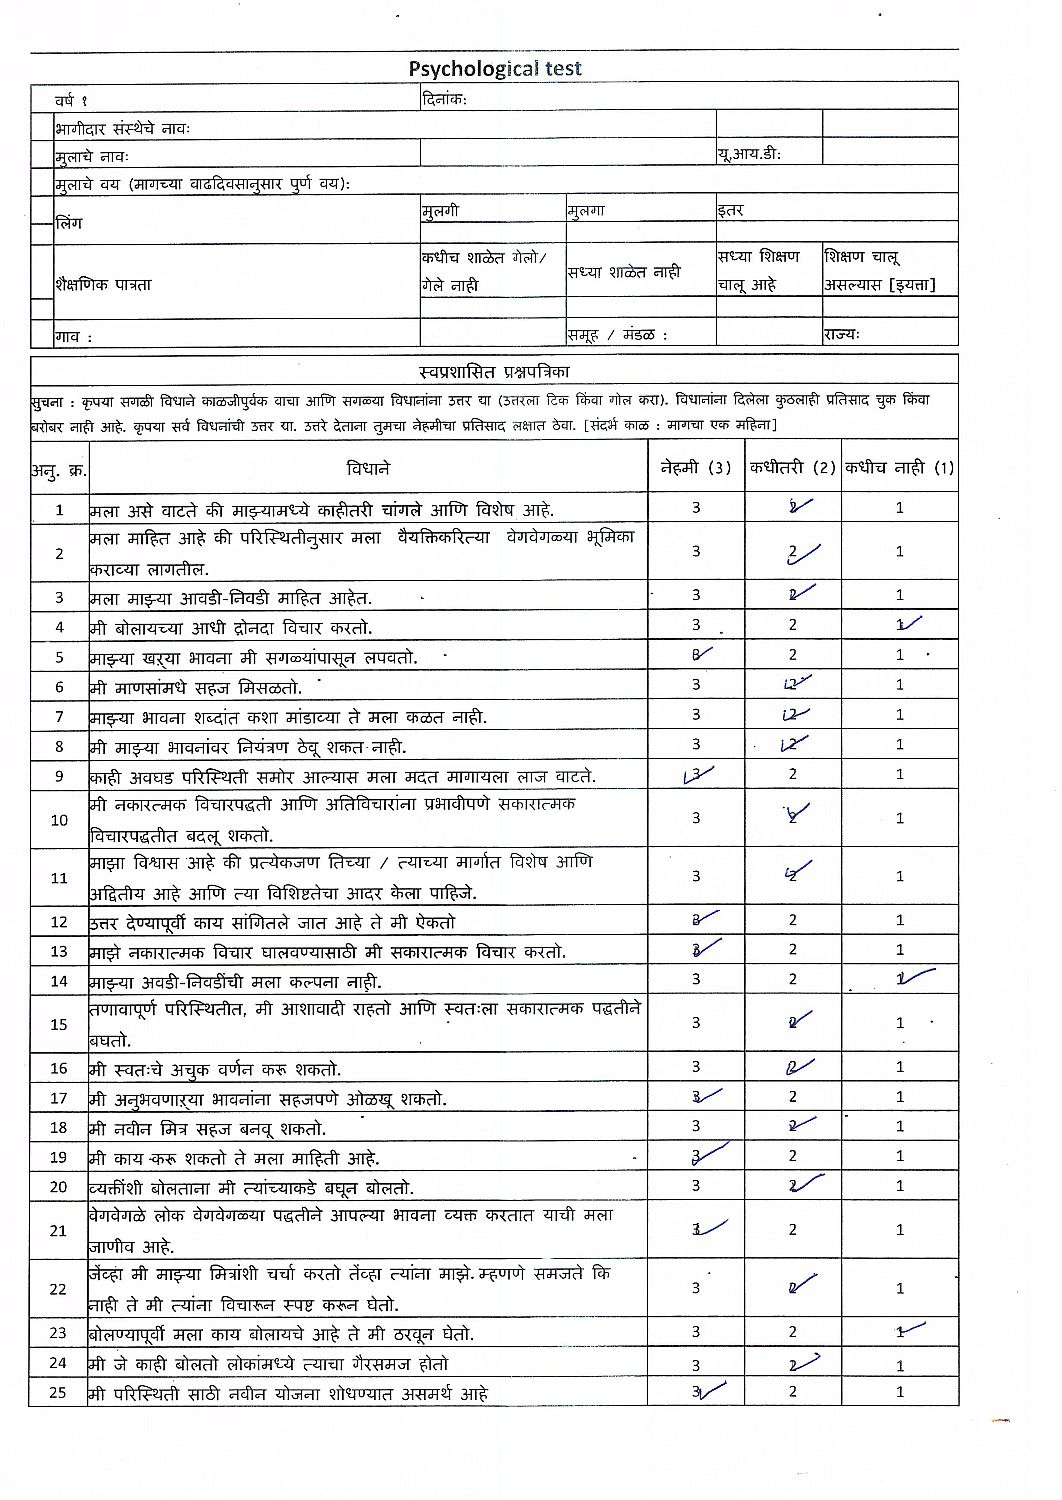 Psychological test
वर्ष १ दिनांक:
भागीदार संस्थेचे नाव:
मुलाचे नाव: यू.आय.डी:
मुलाचे वय (मागच्या वाढदिवसानुसार पुर्ण वय):
लिंग मुलगी मुलगा इतर
शैक्षणिक पात्रता कधीच शाळेत गेलो/ गेले नाही सध्या शाळेत नाही सध्या शिक्षण चालू आहे शिक्षण चालू असल्यास [इयत्ता]
गाव : समूह / मंडळ : राज्य:
स्वप्रशासित प्रश्नपत्रिका
सुचना : कृपया सगळी विधाने काळजीपुर्वक वाचा आणि सगळ्या विधानांना उत्तर द्या (उत्तरला टिक किंवा गोल करा). विधानांना दिलेला कुठलाही प्रतिसाद चुक किंवा
बरोबर नाही आहे. कृपया सर्व विधनांची उत्तर द्या. उत्तरे देताना तुमचा नेहमीचा प्रतिसाद लक्षात ठेवा. [संदर्भ काळ : मागचा एक महिना]
अनु. क्र. विधाने नेहमी (3) कधीतरी (2) कधीच नाही (1)
1 मला असे वाटते की माझ्यामध्ये काहीतरी चांगले आणि विशेष आहे. 3 2 1
2 मला माहित आहे की परिस्थितीनुसार मला वैयक्तिकरित्या वेगवेगळ्या भूमिका
कराव्या लागतील. 3 2 1
3 मला माझ्या आवडी-निवडी माहित आहेत. 3 2 1
4 मी बोलायच्या आधी द्रोनदा विचार करतो. 3 2 1
5 माझ्या खऱ्या भावना मी सगळ्यांपासून लपवतो. 3 2 1
6 मी माणसांमधे सहज मिसळतो. 3 2 1
7 माझ्या भावना शब्दांत कशा मांडाव्या ते मला कळत नाही. 3 2 1
8 मी माझ्या भावनांवर नियंत्रण ठेवू शकत नाही. 3 2 1
9 काही अवघड परिस्थिती समोर आल्यास मला मदत मागायला लाज वाटते. 3 2 1
10 मी नकारत्मक विचारपद्धती आणि अतिविचारांना प्रभावीपणे सकारात्मक
विचारपद्धतीत बदलू शकतो. 3 2 1
11 माझा विश्वास आहे की प्रत्येकजण तिच्या / त्याच्या मार्गात विशेष आणि
अद्वितीय आहे आणि त्या विशिष्टतेचा आदर केला पाहिजे. 3 2 1
12 उत्तर देण्यापूर्वी काय सांगितले जात आहे ते मी ऐकतो 3 2 1
13 माझे नकारात्मक विचार घालवण्यासाठी मी सकारात्मक विचार करतो. 3 2 1
14 माझ्या अवडी-निवडींची मला कल्पना नाही. 3 2 1
15 तणावापूर्ण परिस्थितीत, मी आशावादी राहतो आणि स्वतःला सकारात्मक पद्धतीने
बघतो. 3 2 1
16 मी स्वतःचे अचुक वर्णन करू शकतो. 3 2 1
17 मी अनुभवणाऱ्या भावनांना सहजपणे ओळखू शकतो. 3 2 1
18 मी नवीन मित्र सहज बनवू शकतो. 3 2 1
19 मी काय करू शकतो ते मला माहिती आहे. 3 2 1
20 व्यक्तींशी बोलताना मी त्यांच्याकडे बघून बोलतो. 3 2 1
21 वेगवेगळे लोक वेगवेगळ्या पद्धतीने आपल्या भावना व्यक्त करतात याची मला
जाणीव आहे. 3 2 1
22 जेंव्हा मी माझ्या मित्रांशी चर्चा करतो तेंव्हा त्यांना माझे म्हणणे समजते कि
नाही ते मी त्यांना विचारून स्पष्ट करून घेतो. 3 2 1
23 बोलण्यापूर्वी मला काय बोलायचे आहे ते मी ठरवून घेतो. 3 2 1
24 मी जे काही बोलतो लोकांमध्ये त्याचा गैरसमज होतो 3 2 1
25 मी परिस्थिती साठी नवीन योजना शोधण्यात असमर्थ आहे 3 2 1